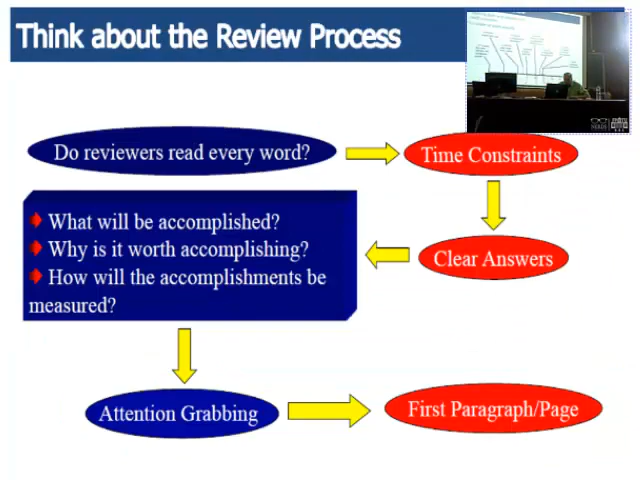 Think about the Review Process
Do reviewers read every word?
Time Constraints
What will be accomplished?
Why is it worth accomplishing?
How will the accomplishments be
measured?
Clear Answers
Attention Grabbing
First Paragraph/Page